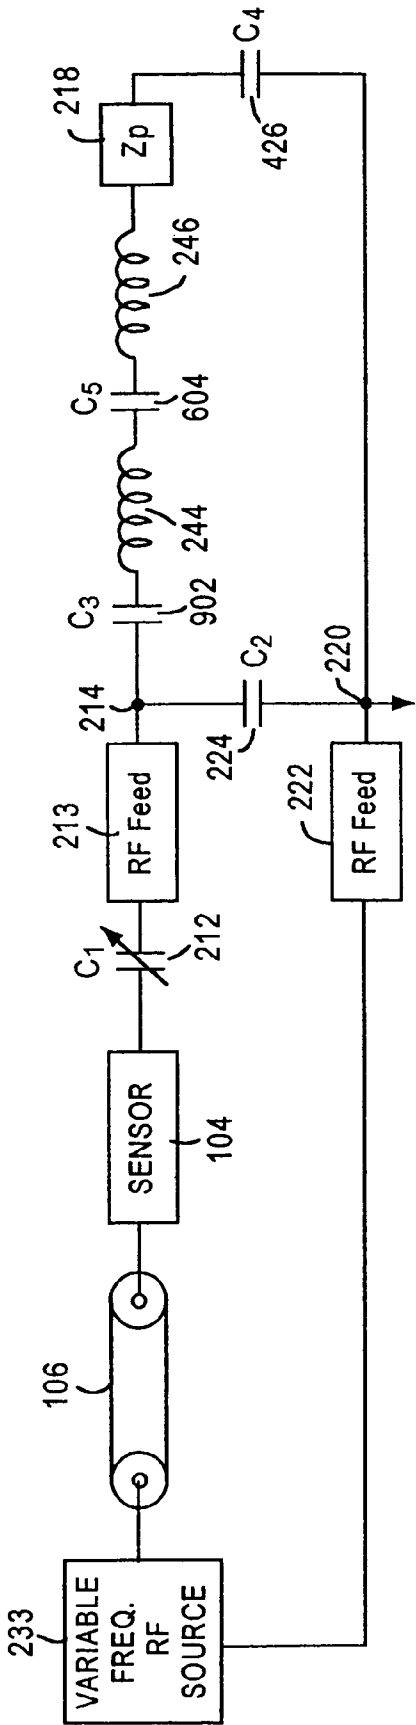 233
VARIABLE
FREQ.
RF
SOURCE
106
SENSOR
104
C1
212
213
RF Feed
214
C3
902
244
C5
604
246
218
Zp
C4
426
C2
224
220
222
RF Feed